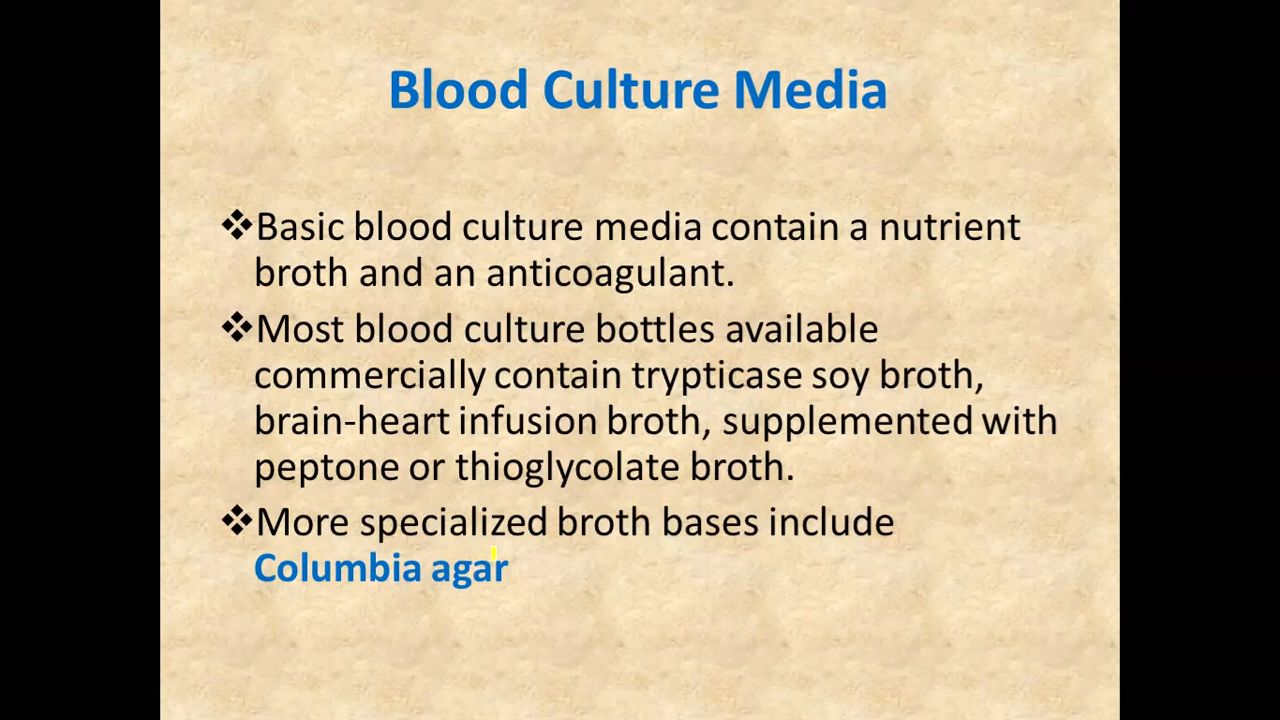 Blood Culture Media
❖Basic blood culture media contain a nutrient
broth and an anticoagulant.
❖Most blood culture bottles available
commercially contain trypticase soy broth,
brain-heart infusion broth, supplemented with
peptone or thioglycolate broth.
❖More specialized broth bases include
Columbia agar